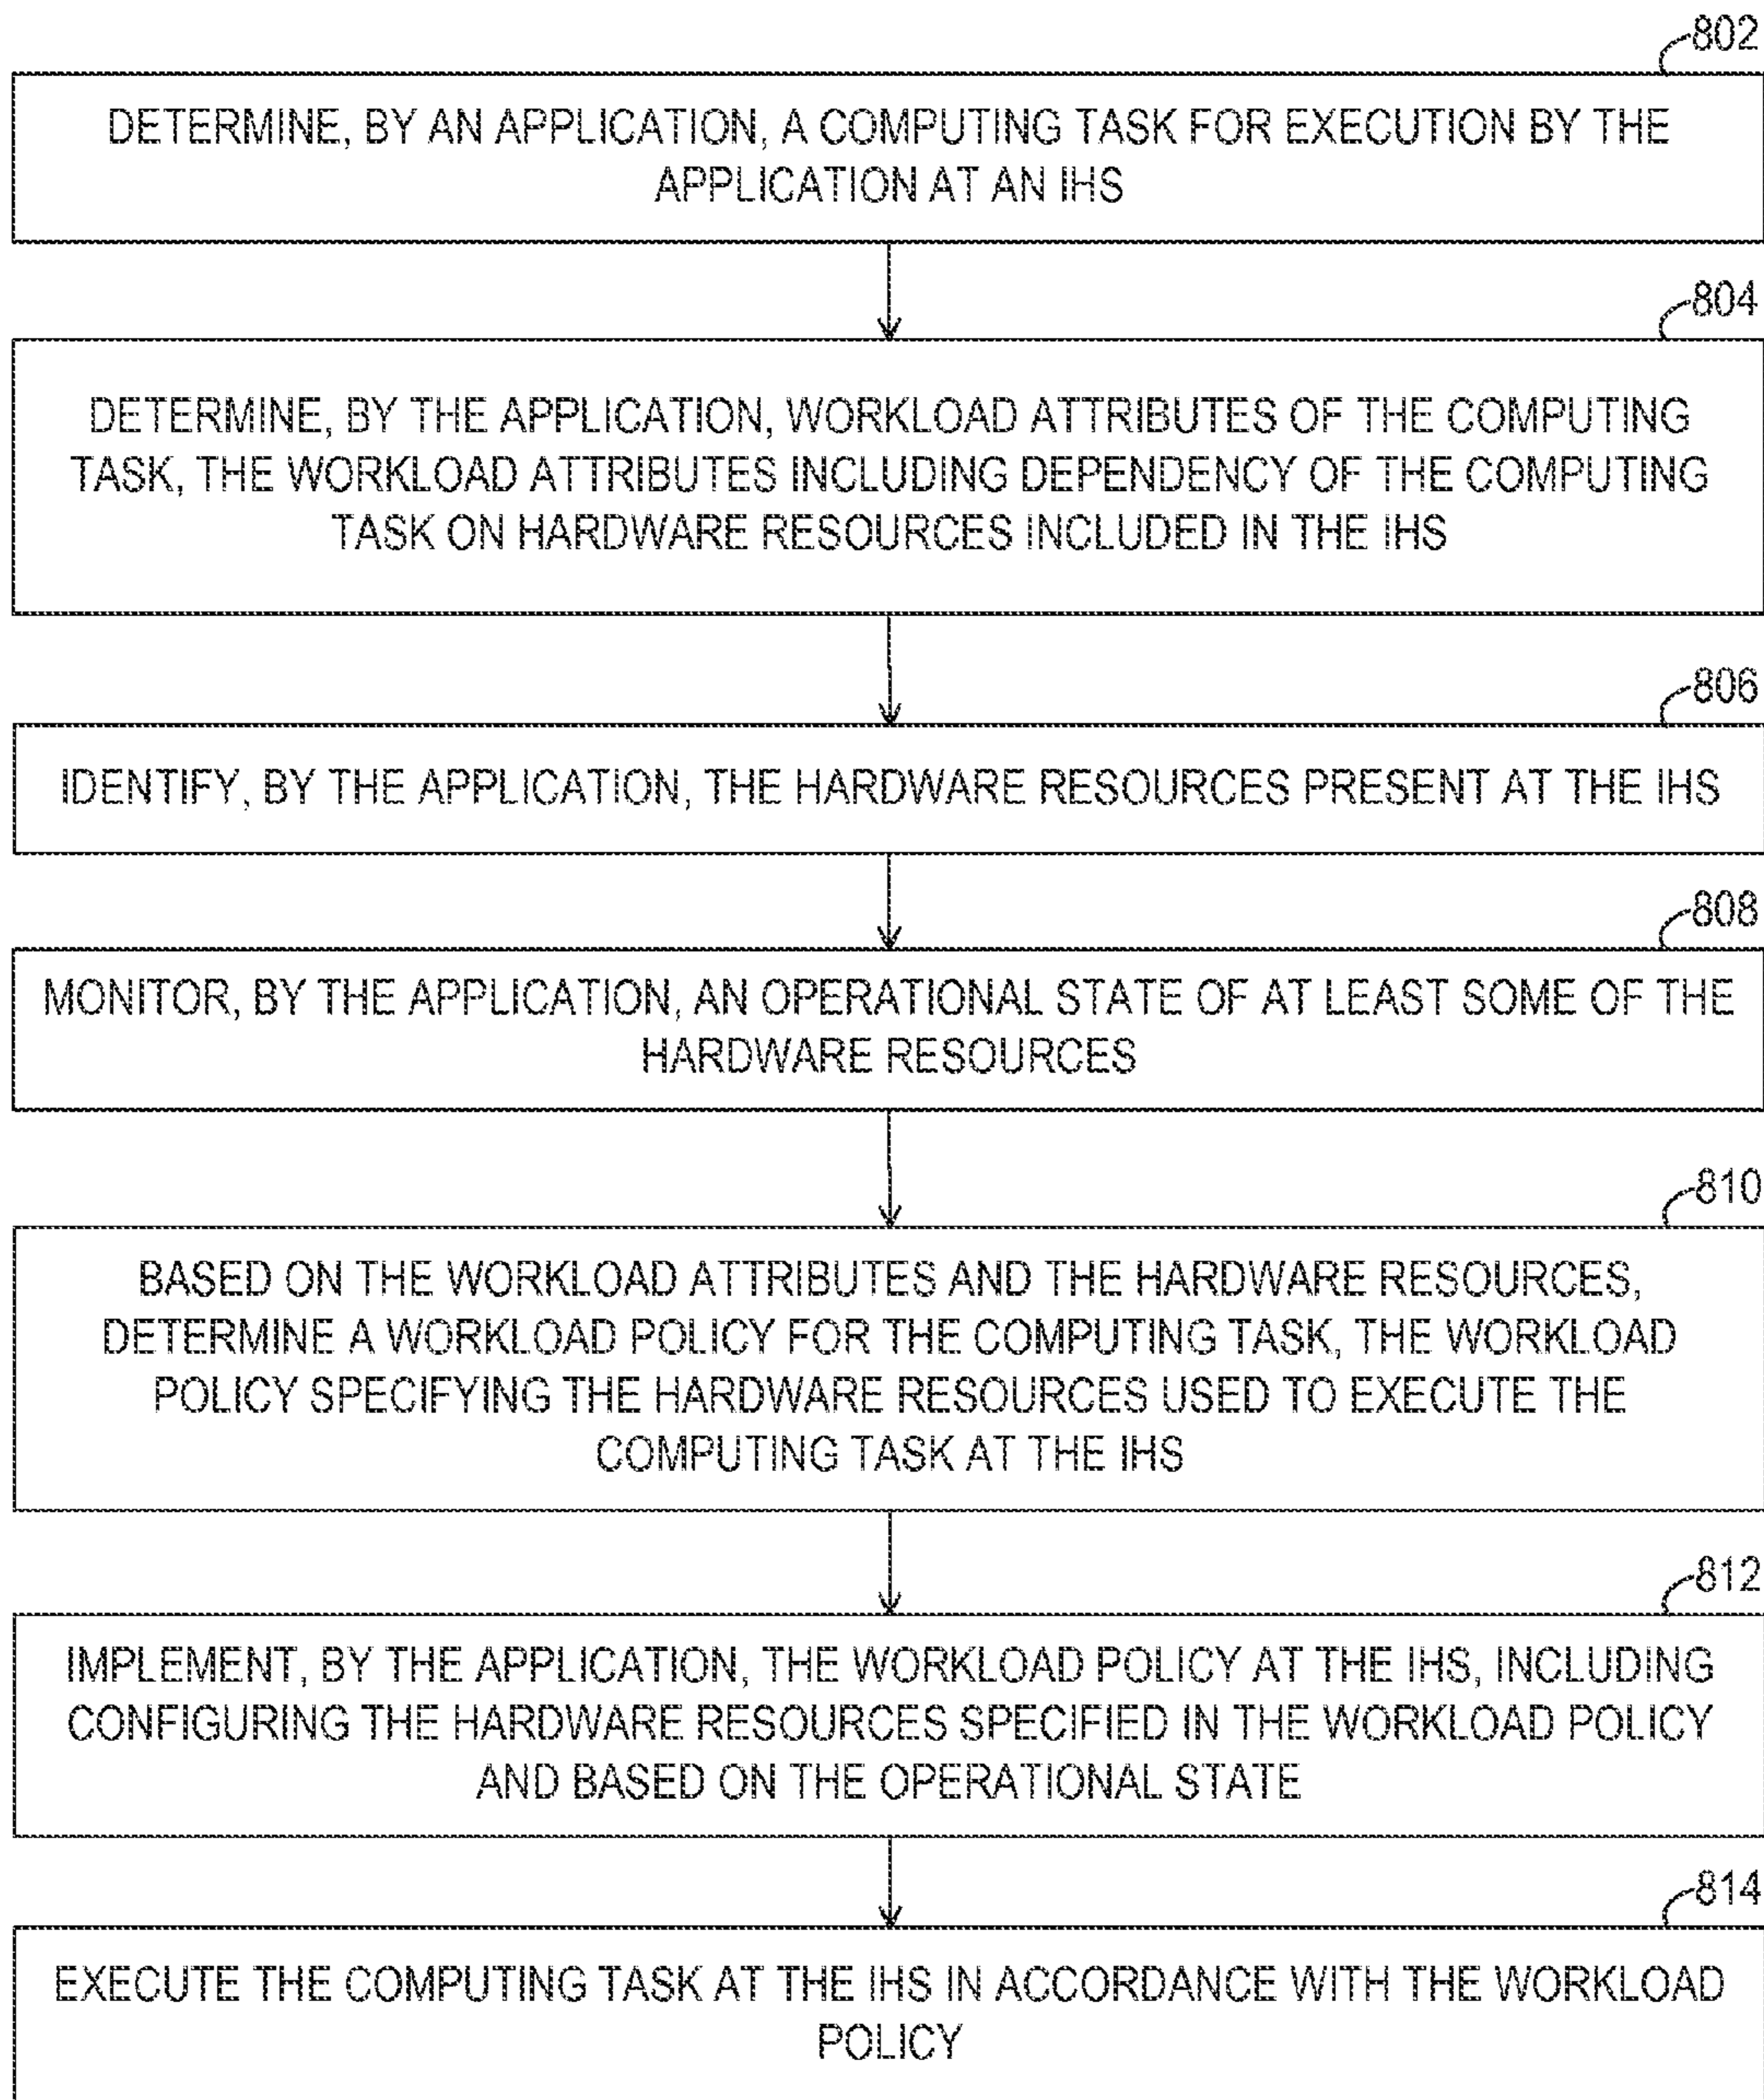 802
DETERMINE, BY AN APPLICATION, A COMPUTING TASK FOR EXECUTION BY THE
APPLICATION AT AN IHS
804
DETERMINE, BY THE APPLICATION, WORKLOAD ATTRIBUTES OF THE COMPUTING
TASK, THE WORKLOAD ATTRIBUTES INCLUDING DEPENDENCY OF THE COMPUTING
TASK ON HARDWARE RESOURCES INCLUDED IN THE IHS
806
IDENTIFY, BY THE APPLICATION, THE HARDWARE RESOURCES PRESENT AT THE IHS
808
MONITOR, BY THE APPLICATION, AN OPERATIONAL STATE OF AT LEAST SOME OF THE
HARDWARE RESOURCES
810
BASED ON THE WORKLOAD ATTRIBUTES AND THE HARDWARE RESOURCES,
DETERMINE A WORKLOAD POLICY FOR THE COMPUTING TASK, THE WORKLOAD
POLICY SPECIFYING THE HARDWARE RESOURCES USED TO EXECUTE THE
COMPUTING TASK AT THE IHS
812
IMPLEMENT, BY THE APPLICATION, THE WORKLOAD POLICY AT THE IHS, INCLUDING
CONFIGURING THE HARDWARE RESOURCES SPECIFIED IN THE WORKLOAD POLICY
AND BASED ON THE OPERATIONAL STATE
814
EXECUTE THE COMPUTING TASK AT THE IHS IN ACCORDANCE WITH THE WORKLOAD
POLICY